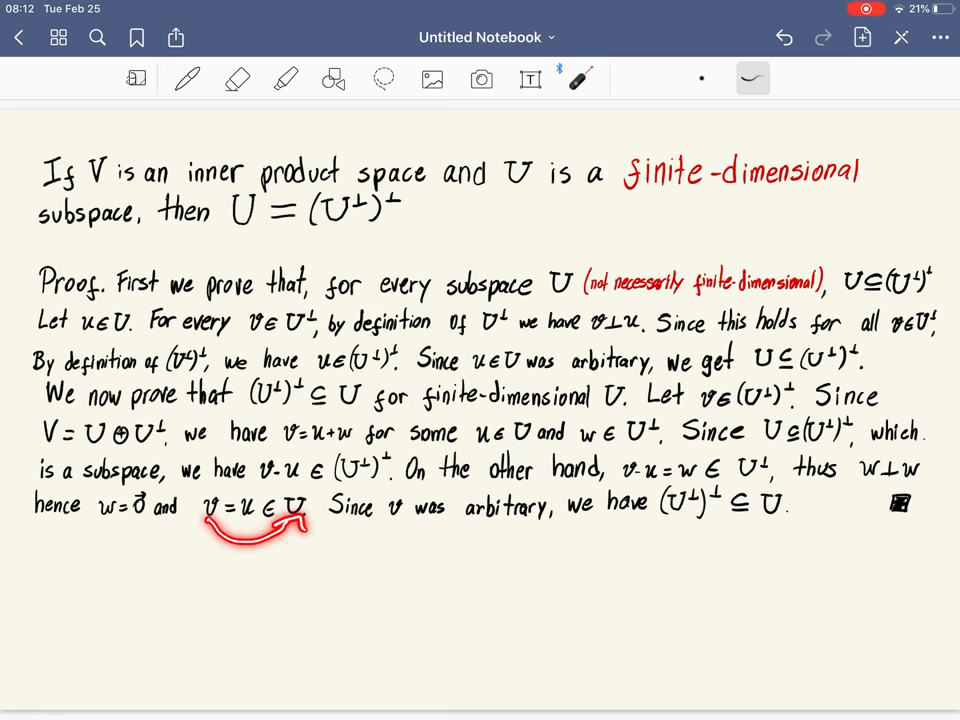 08:12 Tue Feb 25 21%
Untitled Notebook
T
If V is an inner product space and U is a finite-dimensional
subspace, then U = (U⊥)⊥
Proof. First we prove that, for every subspace U (not necessarily finite-dimensional), U⊆(U⊥)⊥
Let u∈U. For every v∈U⊥, by definition of U⊥ we have v⊥u. Since this holds for all v∈U⊥,
By definition of (U⊥)⊥, we have u∈(U⊥)⊥. Since u∈U was arbitrary, we get U⊆(U⊥)⊥.
We now prove that (U⊥)⊥ ⊆ U for finite-dimensional U. Let v∈(U⊥)⊥. Since
V = U ⊕ U⊥, we have v=u+w for some u∈U and w∈U⊥. Since U⊆(U⊥)⊥, which
is a subspace, we have v-u ∈ (U⊥)⊥. On the other hand, v-u=w ∈ U⊥, thus w⊥w
hence w=0⃗ and v=u∈U. Since v was arbitrary, we have (U⊥)⊥ ⊆ U.